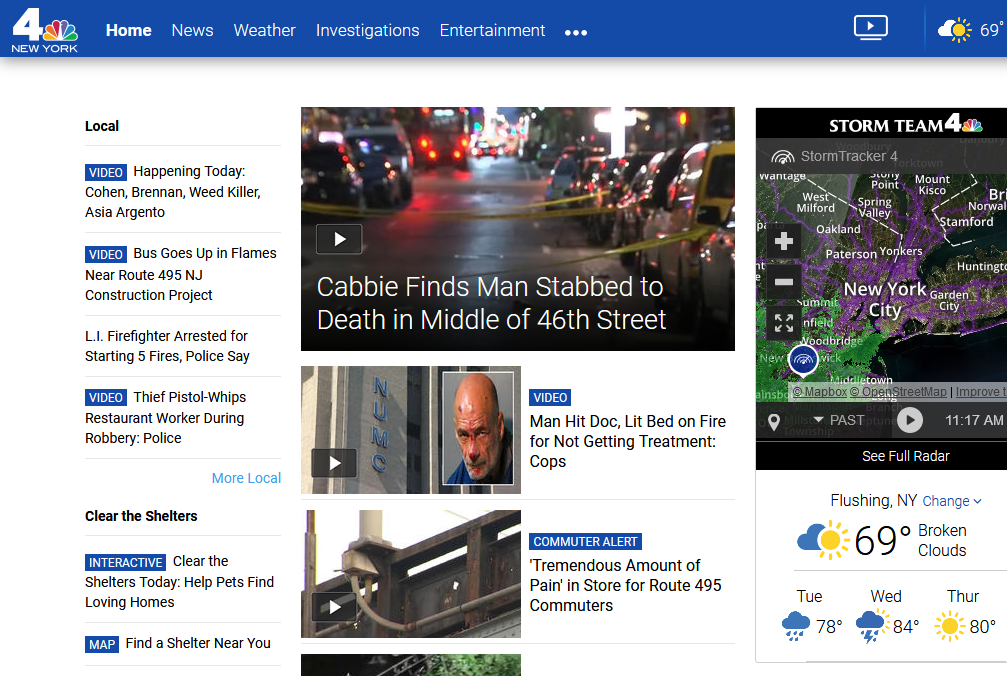 4
NEW YORK
Home
News
Weather
Investigations
Entertainment
69°
Local
VIDEO Happening Today:
Cohen, Brennan, Weed Killer,
Asia Argento
VIDEO Bus Goes Up in Flames
Near Route 495 NJ
Construction Project
L.I. Firefighter Arrested for
Starting 5 Fires, Police Say
VIDEO Thief Pistol-Whips
Restaurant Worker During
Robbery: Police
More Local
Clear the Shelters
INTERACTIVE Clear the
Shelters Today: Help Pets Find
Loving Homes
MAP Find a Shelter Near You
Cabbie Finds Man Stabbed to
Death in Middle of 46th Street
NUMC
VIDEO
Man Hit Doc, Lit Bed on Fire
for Not Getting Treatment:
Cops
COMMUTER ALERT
'Tremendous Amount of
Pain' in Store for Route 495
Commuters
STORM TEAM 4
StormTracker 4
Yorktown
Wantage
Stony
Point
Mount
Kisco
West
Milford
Spring
Valley
Stamford
Oakland
Paterson
Yonkers
New York
City
Garden
City
Summit
Woodbridge
Middletown
© Mapbox © OpenStreetMap | Improve
PAST
11:17 AM
See Full Radar
Flushing, NY Change
69° Broken
Clouds
Tue
Wed
Thur
78°
84°
80°